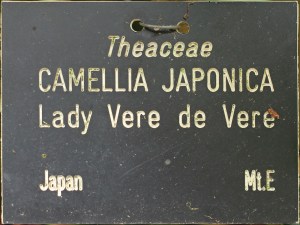 Theaceae
CAMELLIA JAPONICA
Lady Vere de Vere
Japan Mt.E